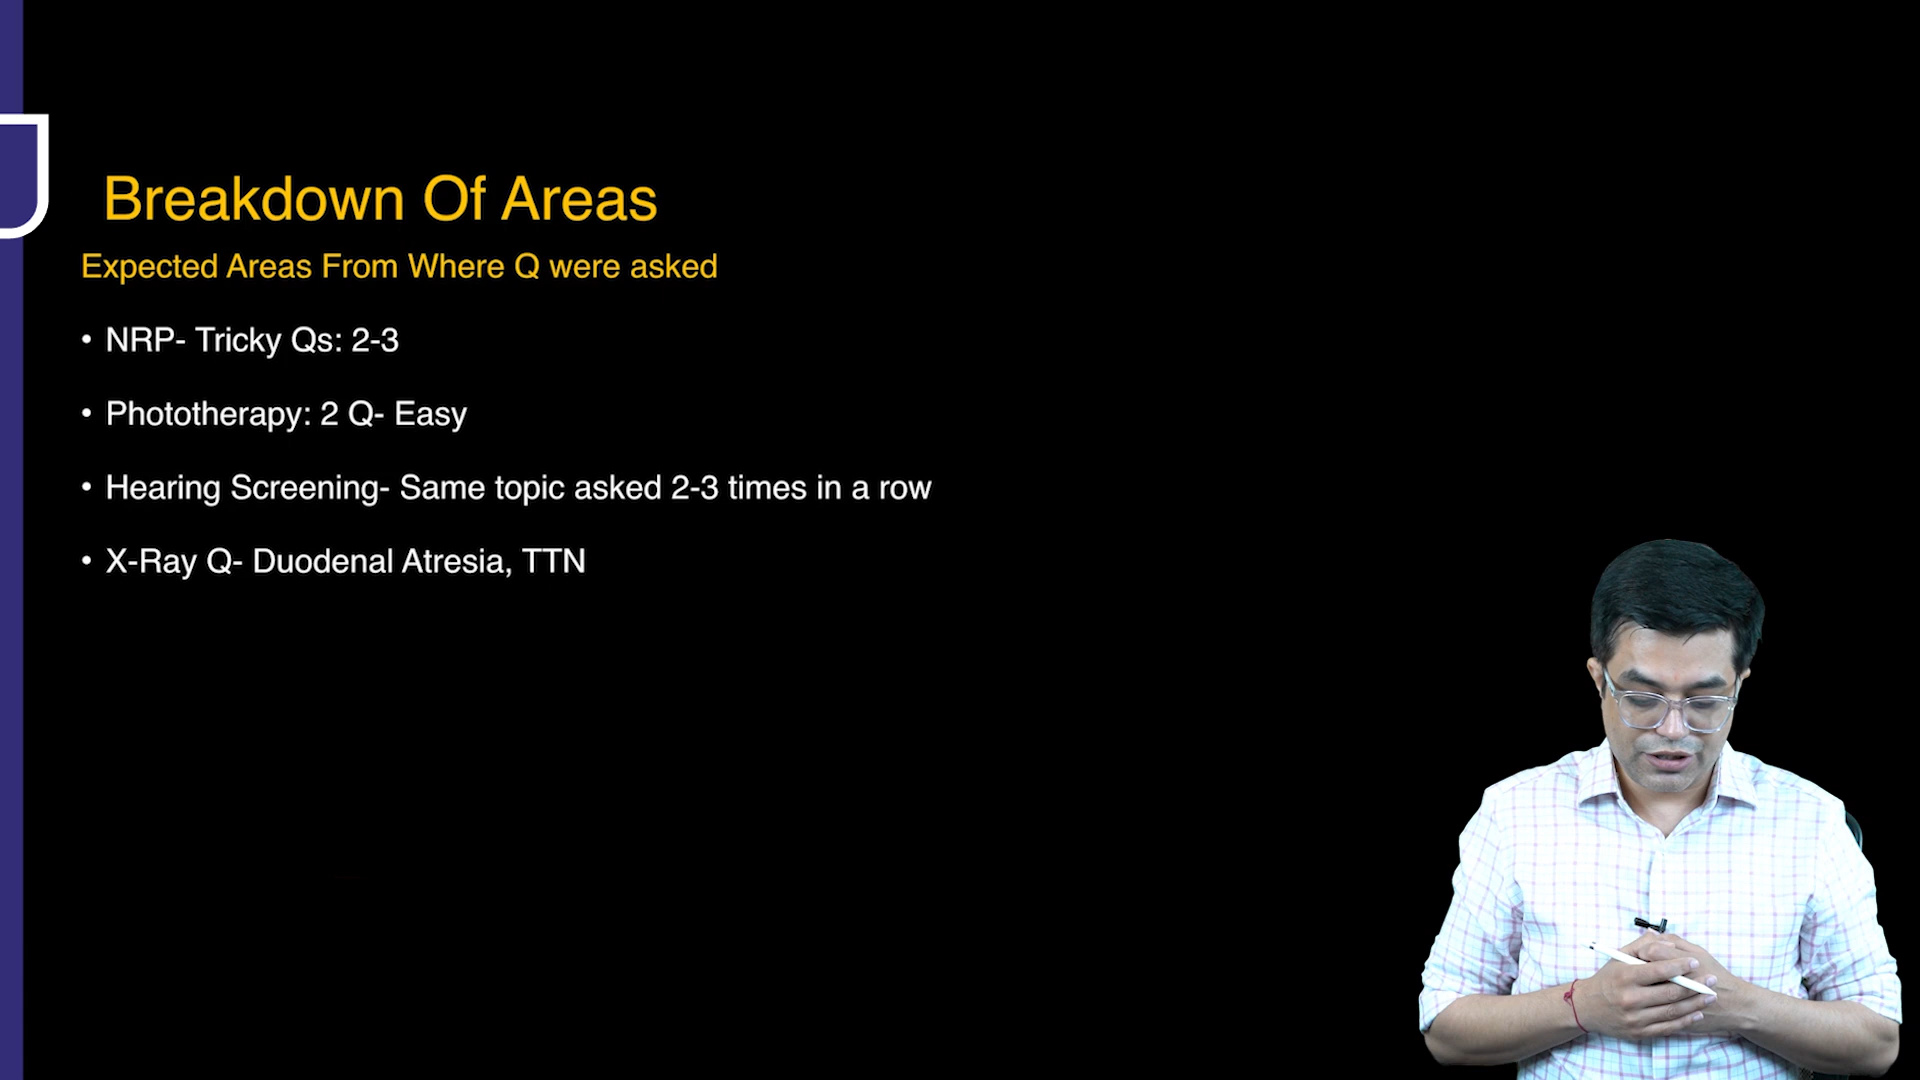 Breakdown Of Areas
Expected Areas From Where Q were asked
• NRP- Tricky Qs: 2-3
• Phototherapy: 2 Q- Easy
• Hearing Screening- Same topic asked 2-3 times in a row
• X-Ray Q- Duodenal Atresia, TTN